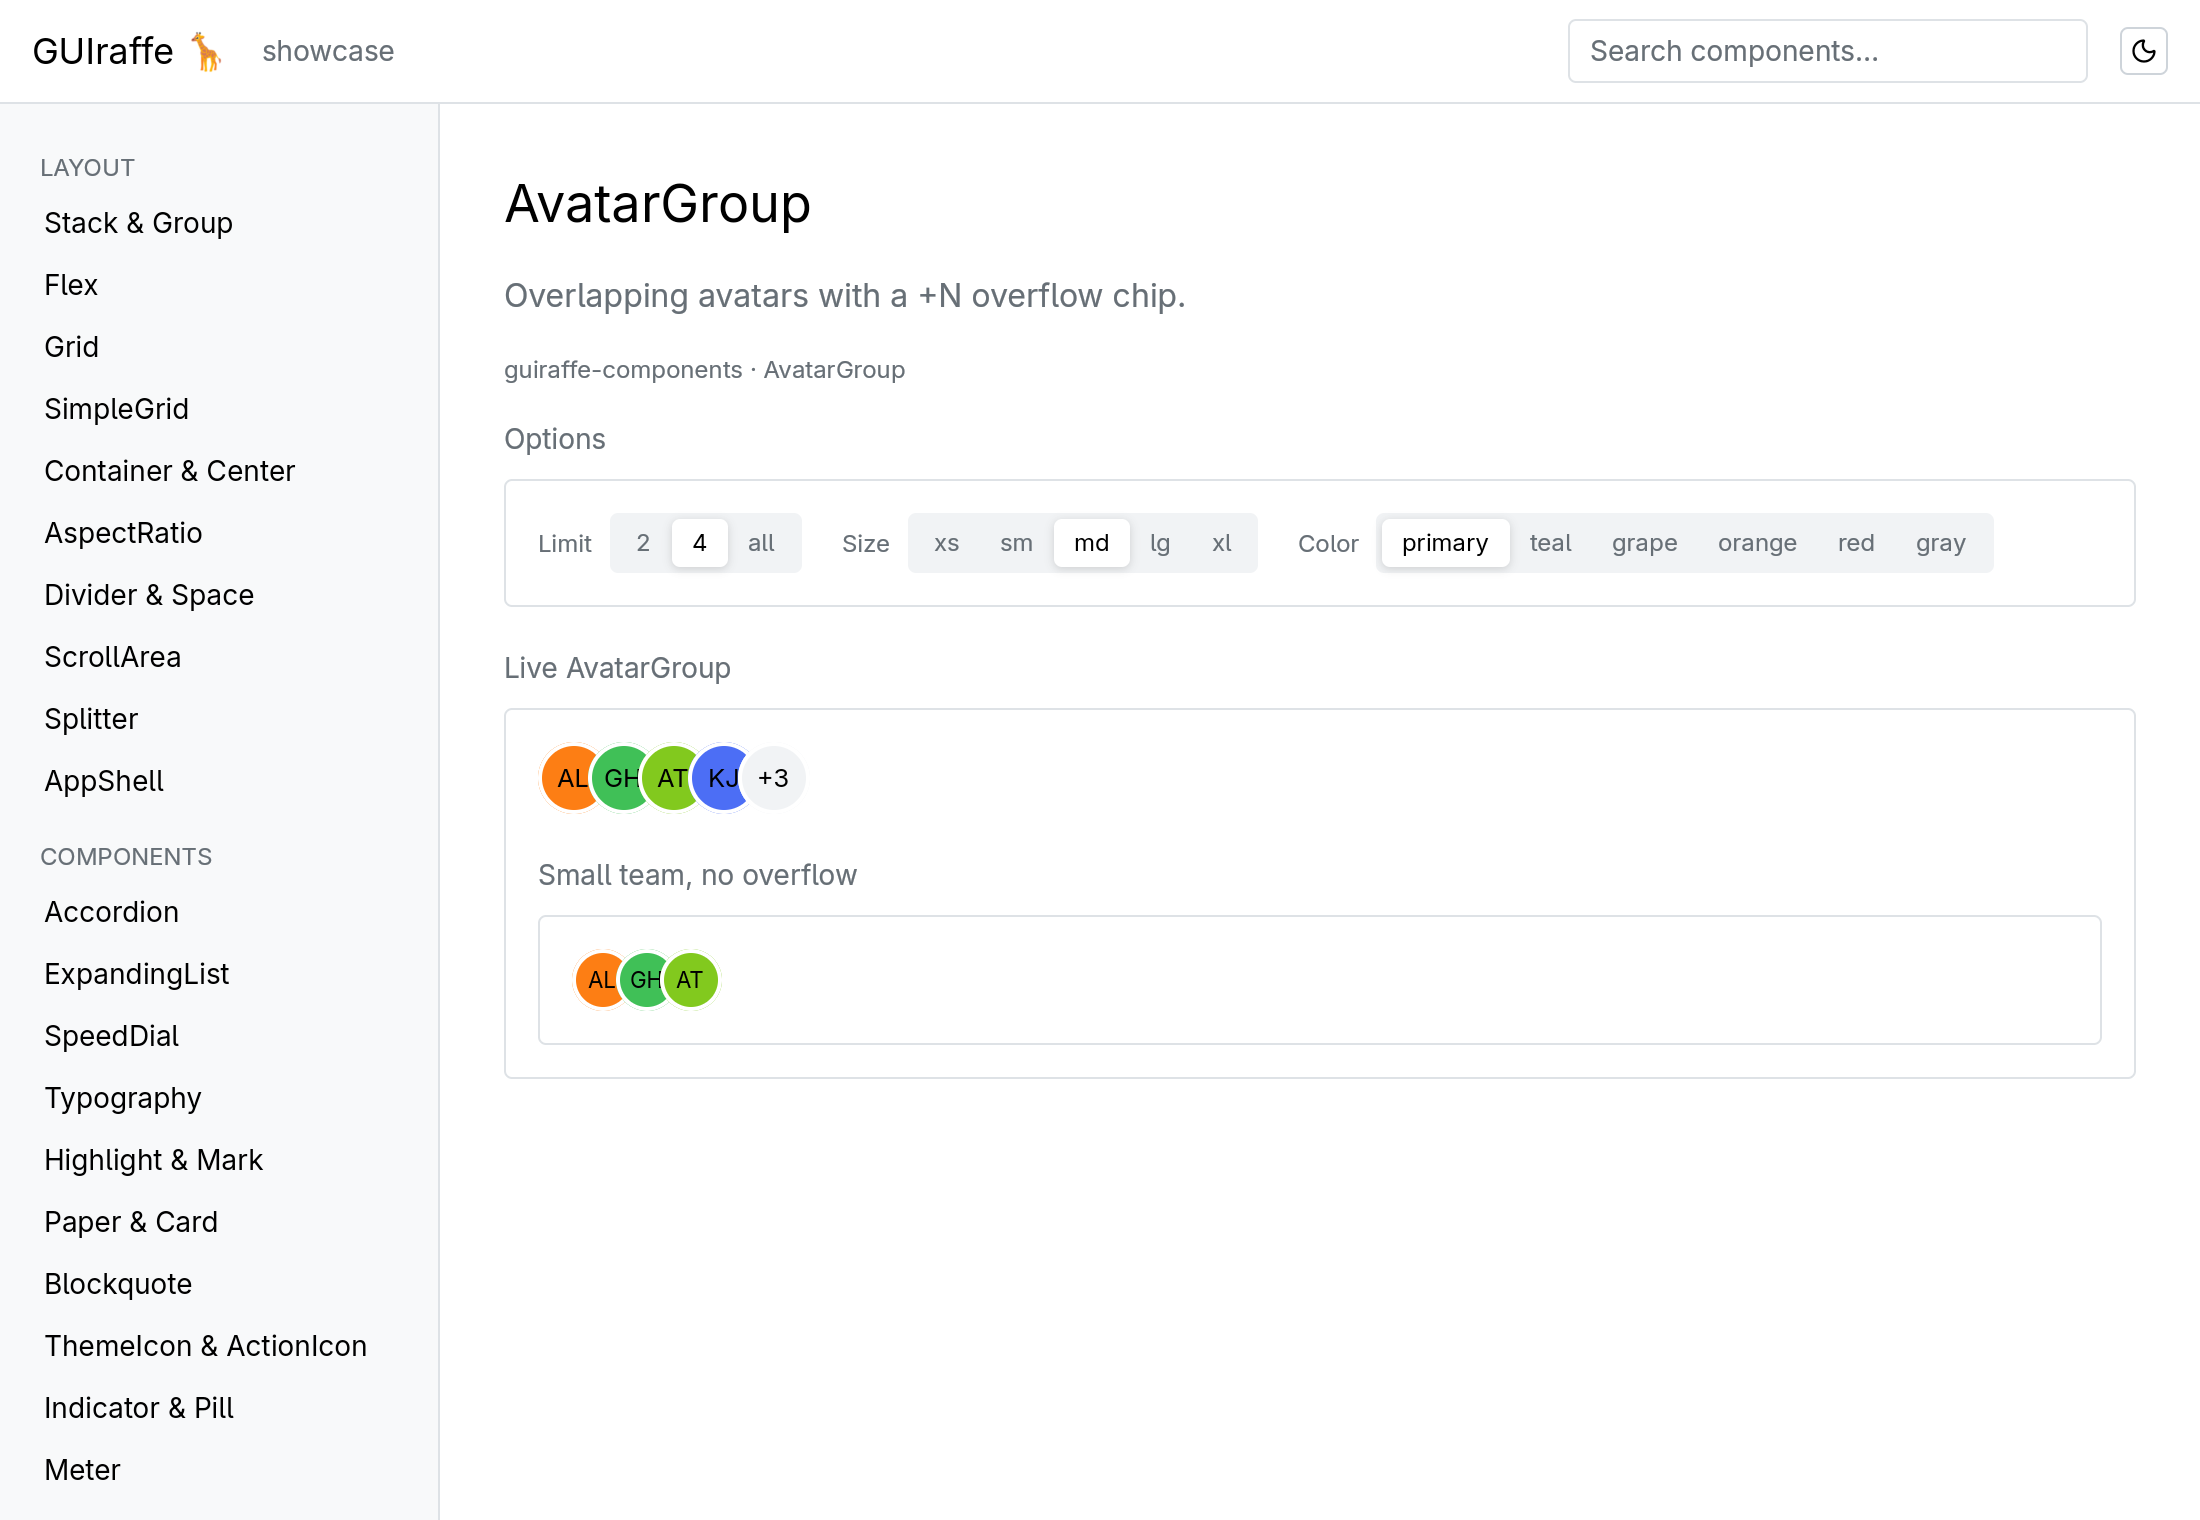 GUIraffe 🦒 showcase Search components...
LAYOUT
Stack & Group
Flex
Grid
SimpleGrid
Container & Center
AspectRatio
Divider & Space
ScrollArea
Splitter
AppShell
COMPONENTS
Accordion
ExpandingList
SpeedDial
Typography
Highlight & Mark
Paper & Card
Blockquote
ThemeIcon & ActionIcon
Indicator & Pill
Meter
AvatarGroup
Overlapping avatars with a +N overflow chip.
guiraffe-components · AvatarGroup
Options
Limit 2 4 all Size xs sm md lg xl Color primary teal grape orange red gray
Live AvatarGroup
AL GH AT KJ +3
Small team, no overflow
AL GH AT